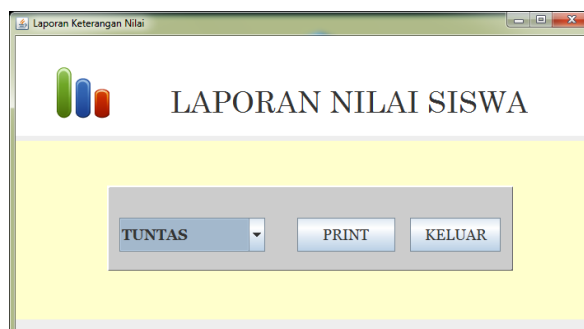 Laporan Keterangan Nilai
LAPORAN NILAI SISWA
TUNTAS PRINT KELUAR